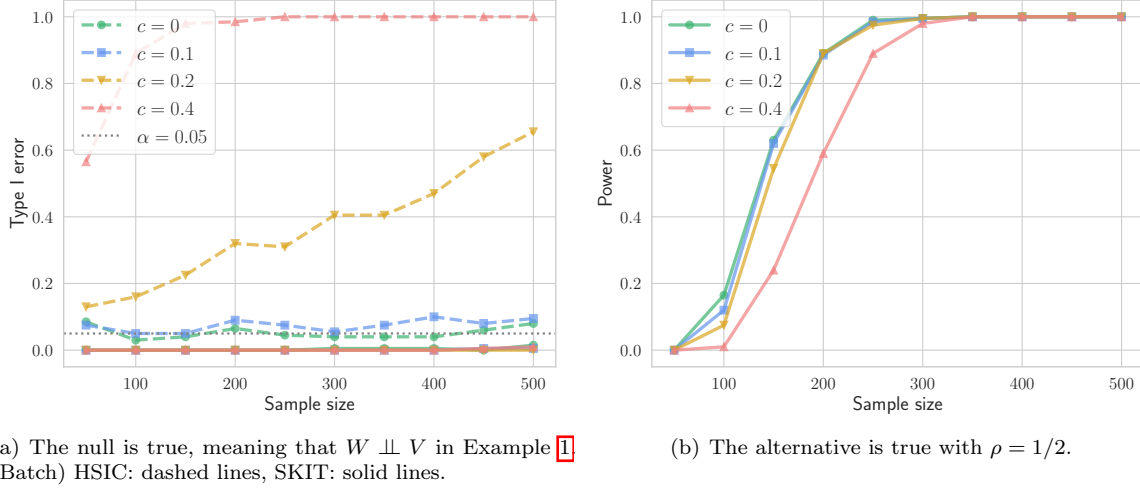 1.0
0.8
0.6
0.4
0.2
0.0
Type I error
c = 0
c = 0.1
c = 0.2
c = 0.4
α = 0.05
100
200
300
400
500
Sample size
1.0
0.8
0.6
0.4
0.2
0.0
Power
c = 0
c = 0.1
c = 0.2
c = 0.4
100
200
300
400
500
Sample size
a) The null is true, meaning that W ⫫ V in Example 1.
Batch) HSIC: dashed lines, SKIT: solid lines.
(b) The alternative is true with ρ = 1/2.